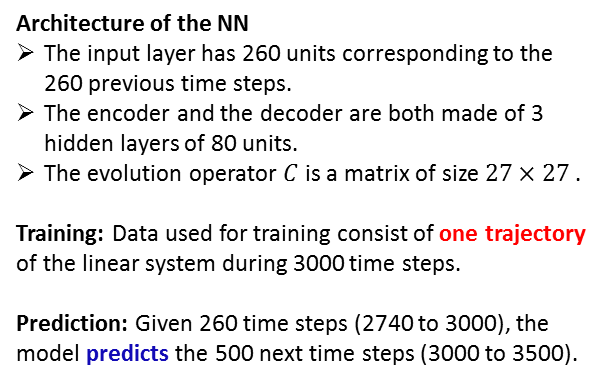 Architecture of the NN
➢ The input layer has 260 units corresponding to the
260 previous time steps.
➢ The encoder and the decoder are both made of 3
hidden layers of 80 units.
➢ The evolution operator C is a matrix of size 27 × 27 .
Training: Data used for training consist of one trajectory
of the linear system during 3000 time steps.
Prediction: Given 260 time steps (2740 to 3000), the
model predicts the 500 next time steps (3000 to 3500).